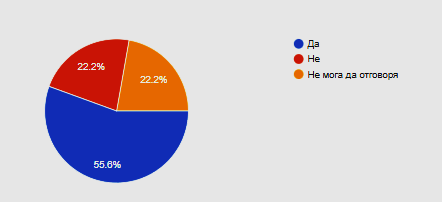 Да
Не
Не мога да отговоря
22.2%
22.2%
55.6%